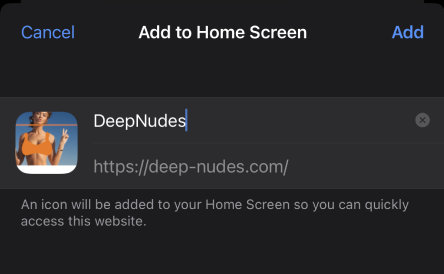 Cancel Add to Home Screen Add
DeepNudes
https://deep-nudes.com/
An icon will be added to your Home Screen so you can quickly
access this website.